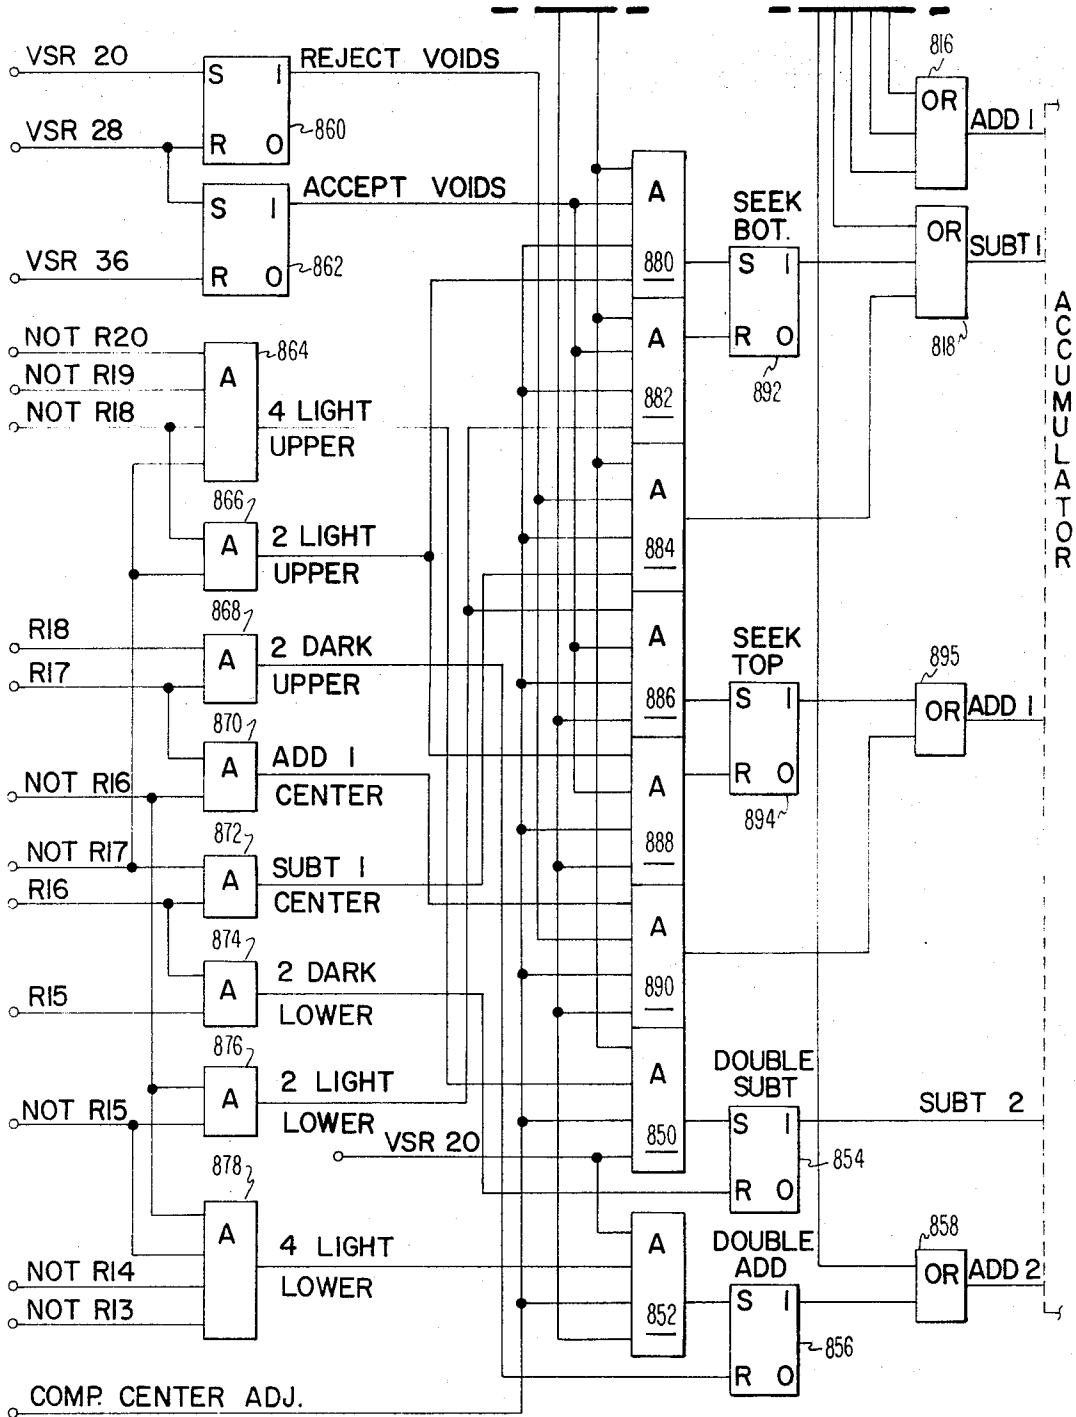 VSR 20
S 1
REJECT VOIDS
816
OR
ADD 1
860
VSR 28
R O
ACCEPT VOIDS
S 1
A
SEEK
BOT.
OR
SUBT 1
VSR 36
R O
862
880
S 1
818
NOT R20
864
A
R O
892
NOT R19
A
882
NOT R18
4 LIGHT
UPPER
ACCUMULATOR
866
A
2 LIGHT
UPPER
A
884
868
R18
A
2 DARK
UPPER
R17
A
886
SEEK
TOP
S 1
895
OR
ADD 1
870
A
ADD 1
CENTER
NOT R16
A
R O
894
888
872
NOT R17
A
SUBT 1
CENTER
R16
A
890
874
A
2 DARK
LOWER
R15
876
A
2 LIGHT
LOWER
NOT R15
A
850
DOUBLE
SUBT
S 1
SUBT 2
VSR 20
854
R O
878
A
4 LIGHT
LOWER
NOT R14
NOT R13
A
852
DOUBLE
ADD
S 1
858
OR
ADD 2
856
R O
COMP. CENTER ADJ.